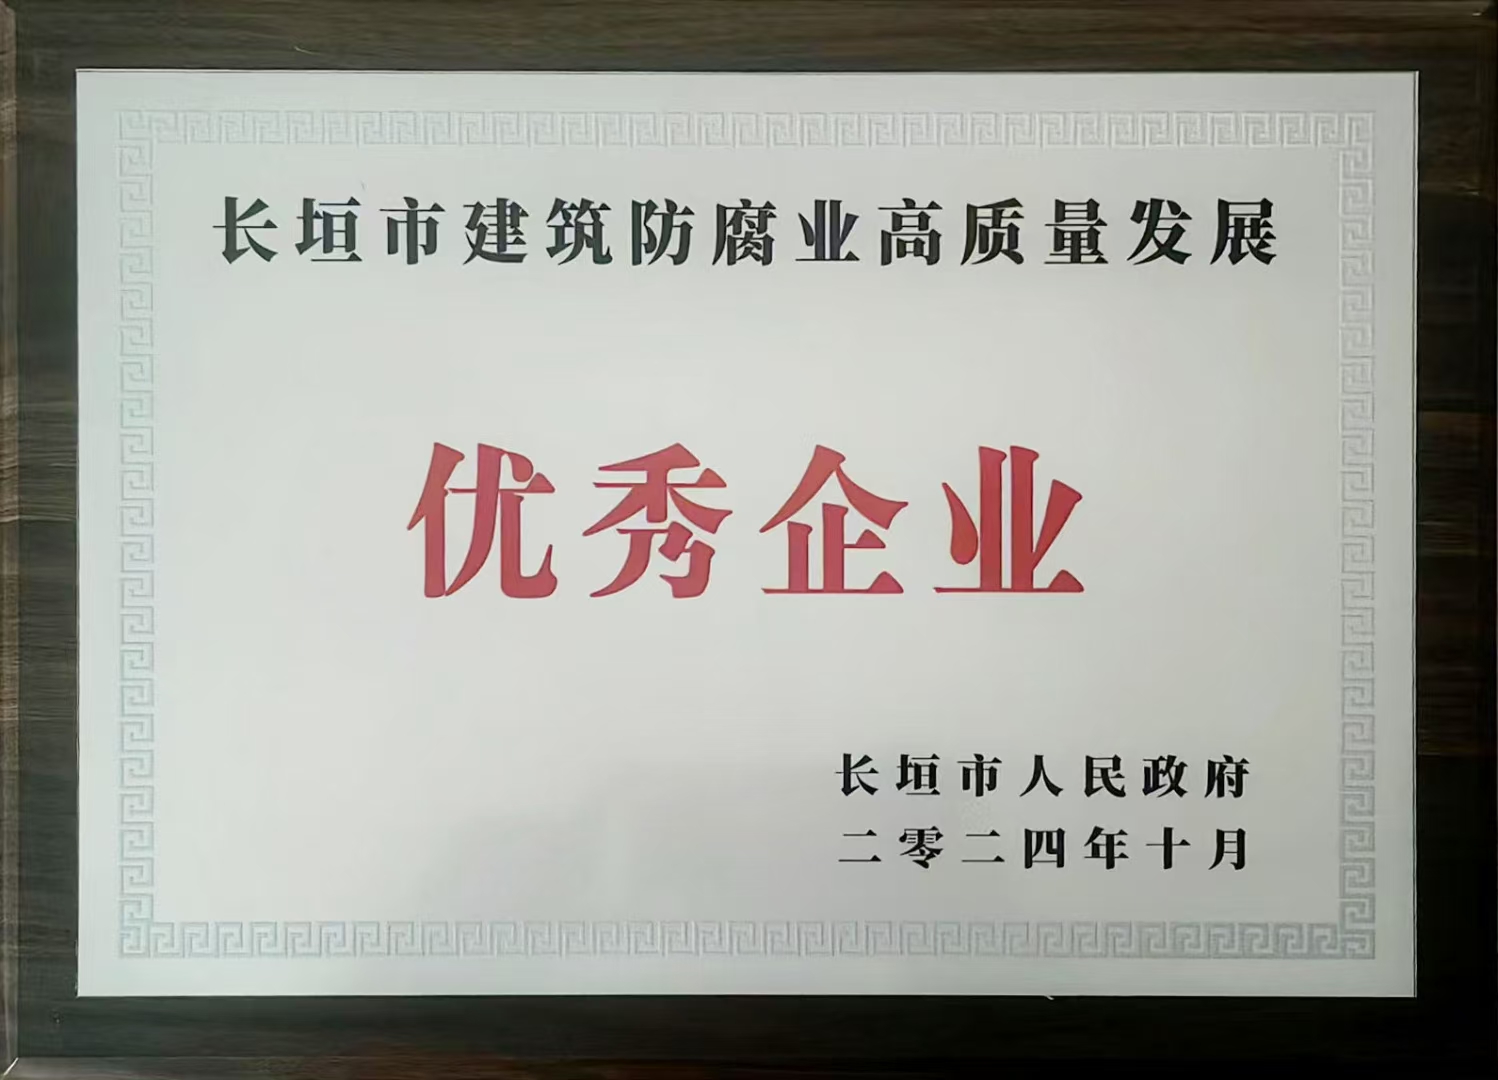 长垣市建筑防腐业高质量发展
优秀企业
长垣市人民政府
二零二四年十月